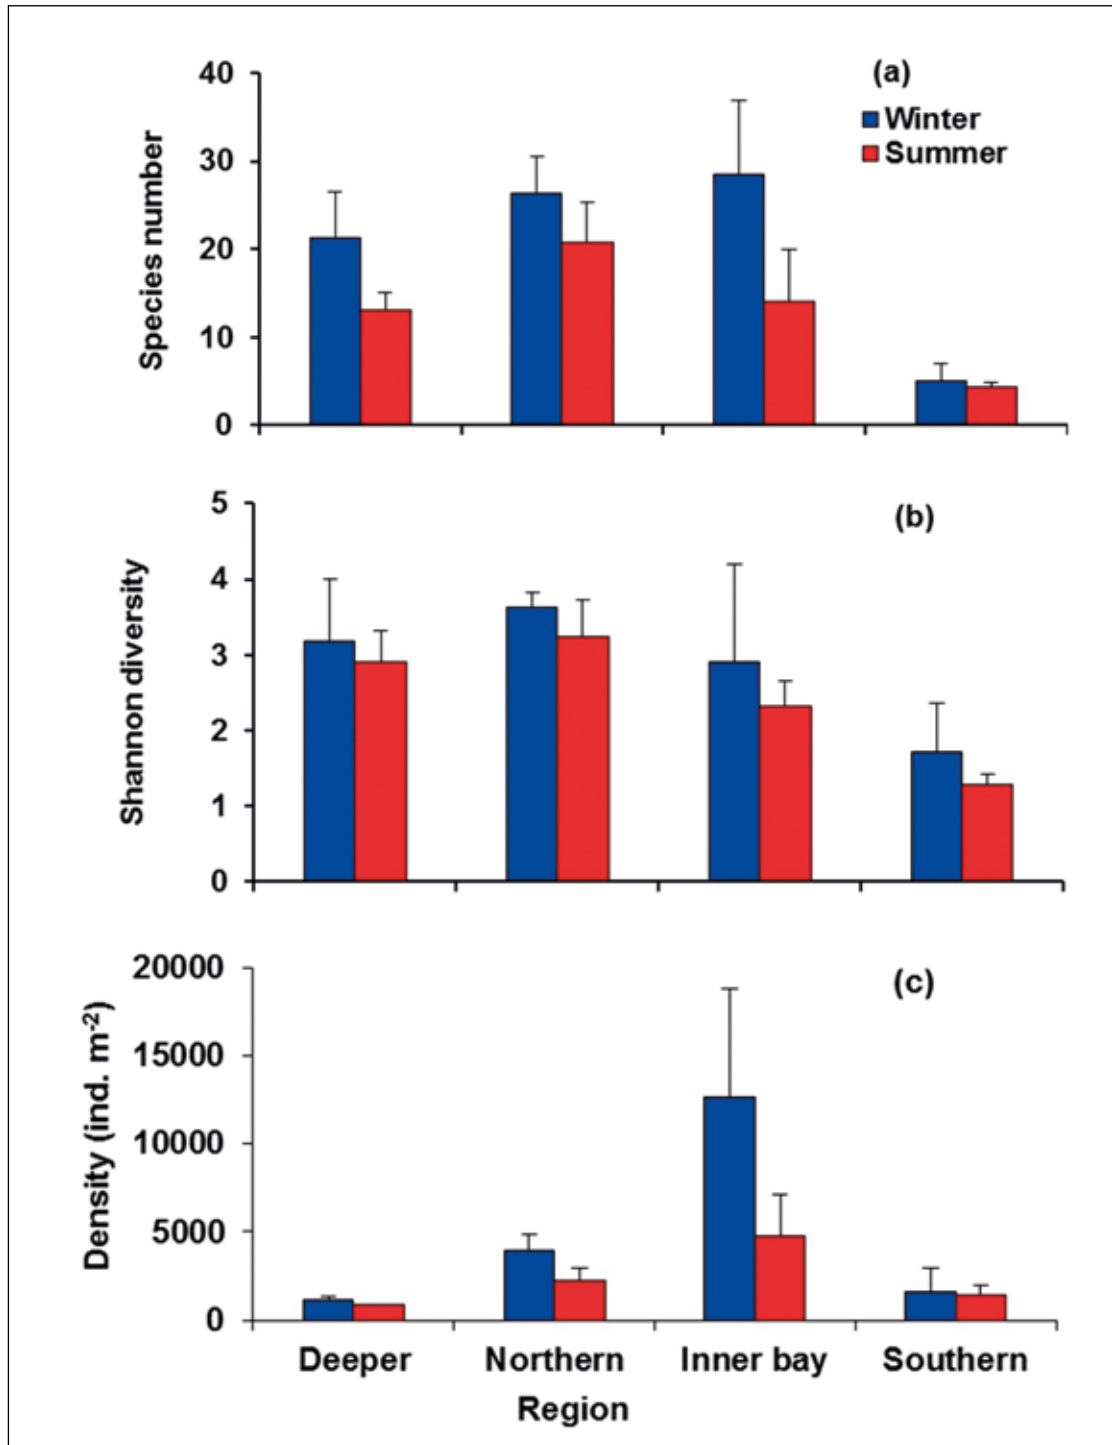 (a)
Winter
Summer
Species number
40
30
20
10
0
(b)
Shannon diversity
5
4
3
2
1
0
(c)
Density (ind. m⁻²)
20000
15000
10000
5000
0
Deeper Northern Inner bay Southern
Region